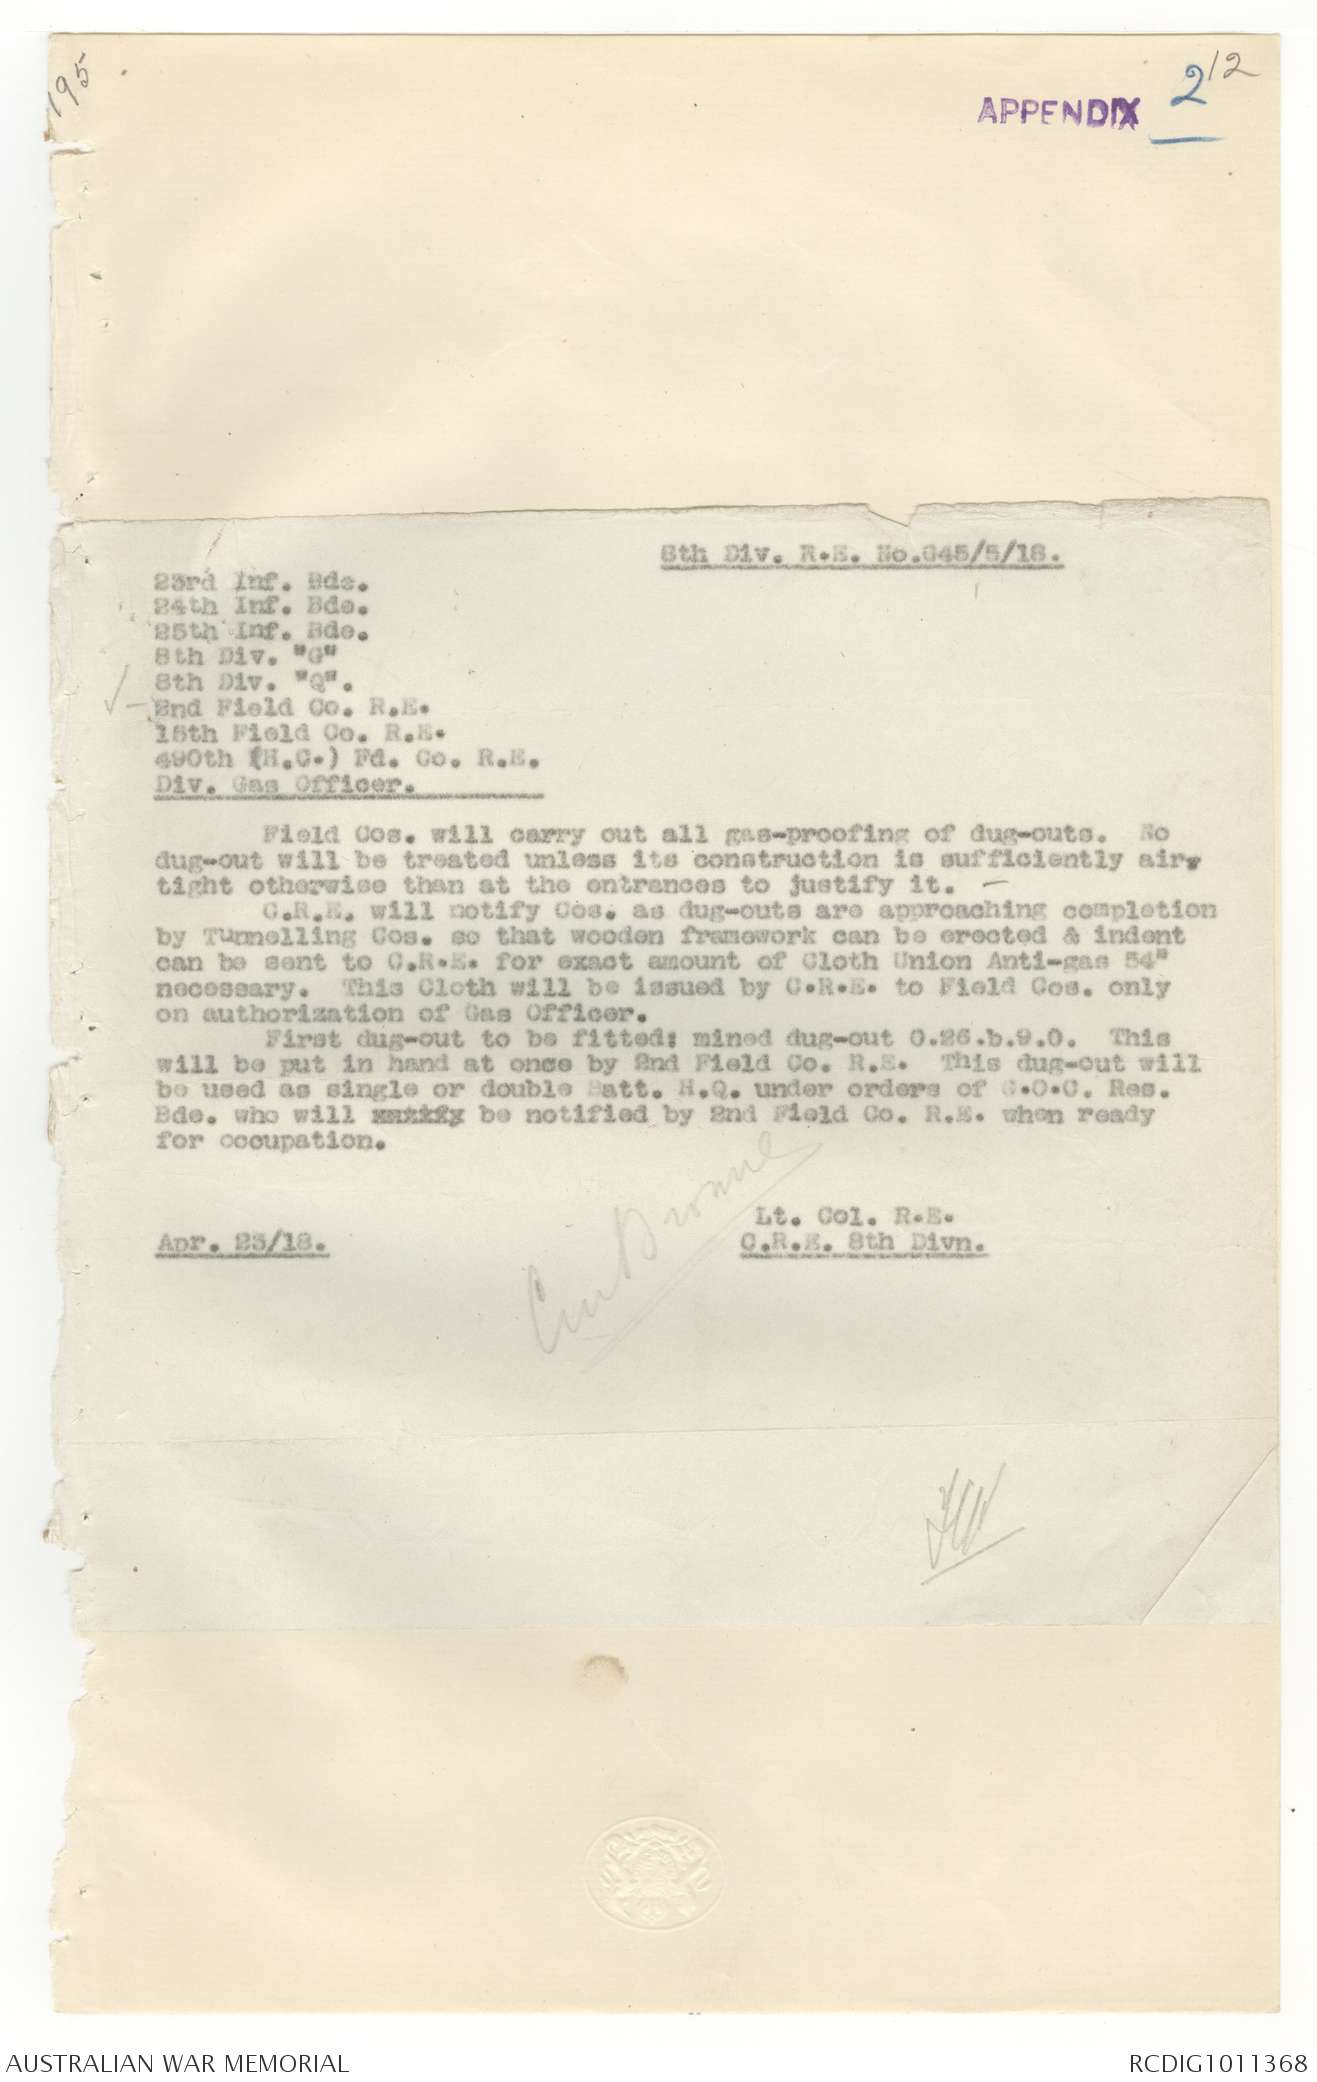 195
12
APPENDIX 2
8th Div. R.E. No.G45/5/18.
23rd Inf. Bde.
24th Inf. Bde.
25th Inf. Bde.
8th Div. "G"
8th Div. "Q".
✓ - 2nd Field Co. R.E.
15th Field Co. R.E.
490th (H.C.) Fd. Co. R.E.
Div. Gas Officer.
Field Cos. will carry out all gas-proofing of dug-outs. No
dug-out will be treated unless its construction is sufficiently air-
tight otherwise than at the entrances to justify it. -
C.R.E. will notify Cos. as dug-outs are approaching completion
by Tunnelling Cos. so that wooden framework can be erected & indent
can be sent to C.R.E. for exact amount of Cloth Union Anti-gas 54"
necessary. This Cloth will be issued by C.R.E. to Field Cos. only
on authorization of Gas Officer.
First dug-out to be fitted: mined dug-out O.26.b.9.0. This
will be put in hand at once by 2nd Field Co. R.E. This dug-out will
be used as single or double Batt. H.Q. under orders of G.O.C. Res.
Bde. who will be notified by 2nd Field Co. R.E. when ready
for occupation.
Browne
Lt. Col. R.E.
Apr. 23/18.
C.R.E. 8th Divn.
AUSTRALIAN WAR MEMORIAL
RCDIG1011368